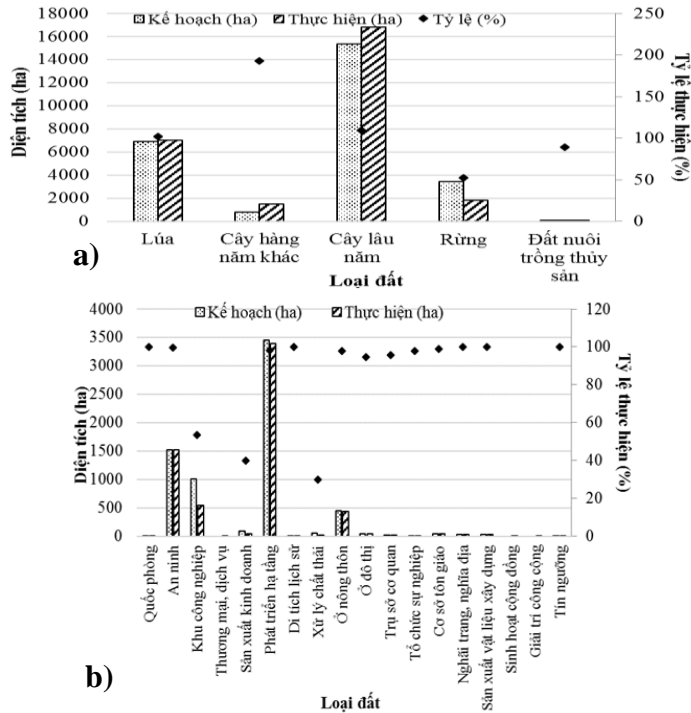 Kế hoạch (ha) Thực hiện (ha) Tỷ lệ (%)
Diện tích (ha)
18000
16000
14000
12000
10000
8000
6000
4000
2000
0
250
200
150
100
50
0
Tỷ lệ thực hiện (%)
Lúa
Cây hàng năm khác
Cây lâu năm
Rừng
Đất nuôi trồng thủy sản
Loại đất
a)
Kế hoạch (ha) Thực hiện (ha)
Diện tích (ha)
4000
3500
3000
2500
2000
1500
1000
500
0
120
100
80
60
40
20
0
Tỷ lệ thực hiện (%)
Quốc phòng
An ninh
Khu công nghiệp
Thương mại, dịch vụ
Sản xuất kinh doanh
Phát triển hạ tầng
Di tích lịch sử
Xử lý chất thải
Ở nông thôn
Ở đô thị
Trụ sở cơ quan
Tổ chức sự nghiệp
Cơ sở tôn giáo
Nghãi trang, nghĩa địa
Sản xuất vật liệu xây dựng
Sinh hoạt công đồng
Giải trí công cộng
Tín ngưỡng
Loại đất
b)